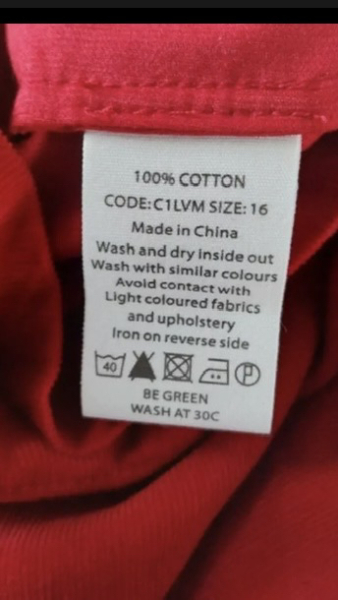 100% COTTON
CODE:C1LVM SIZE:16
Made in China
Wash and dry inside out
Wash with similar colours
Avoid contact with
Light coloured fabrics
and upholstery
Iron on reverse side
40 P
BE GREEN
WASH AT 30C